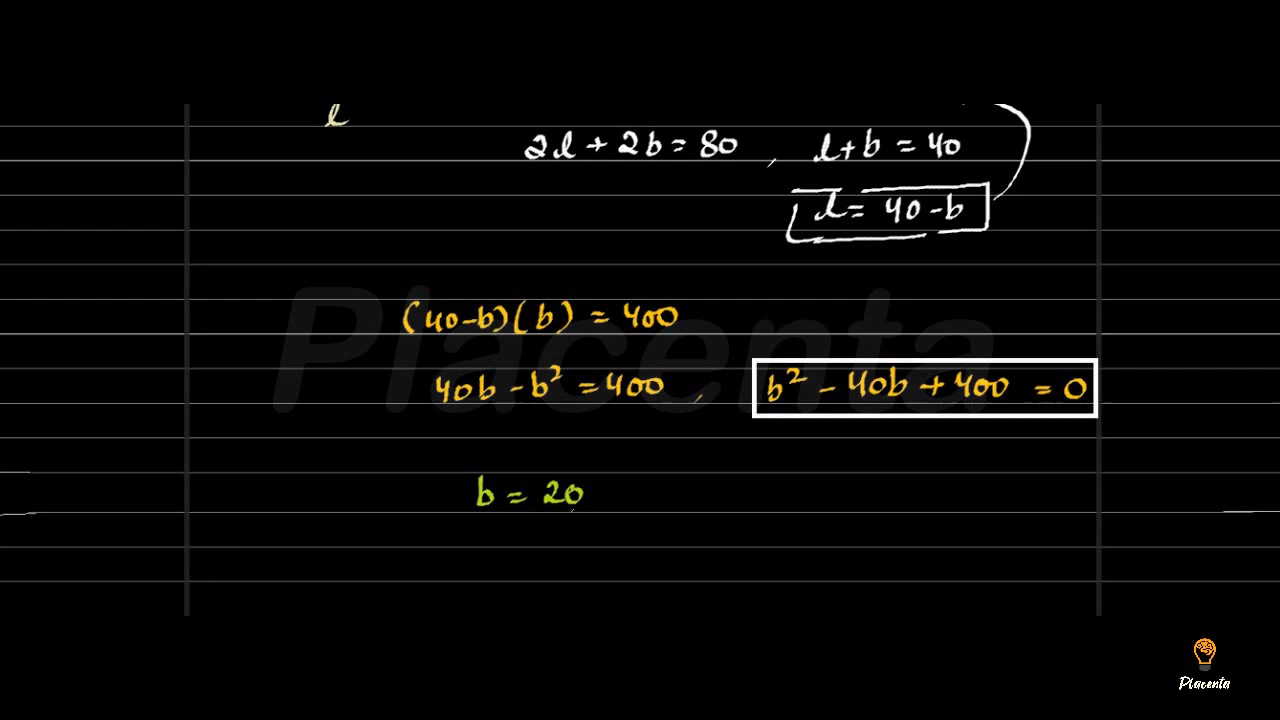 l
2l + 2b = 80 , l + b = 40
l = 40 - b
Placenta
(40-b)(b) = 400
40b - b² = 400 , b² - 40b + 400 = 0
b = 20
Placenta